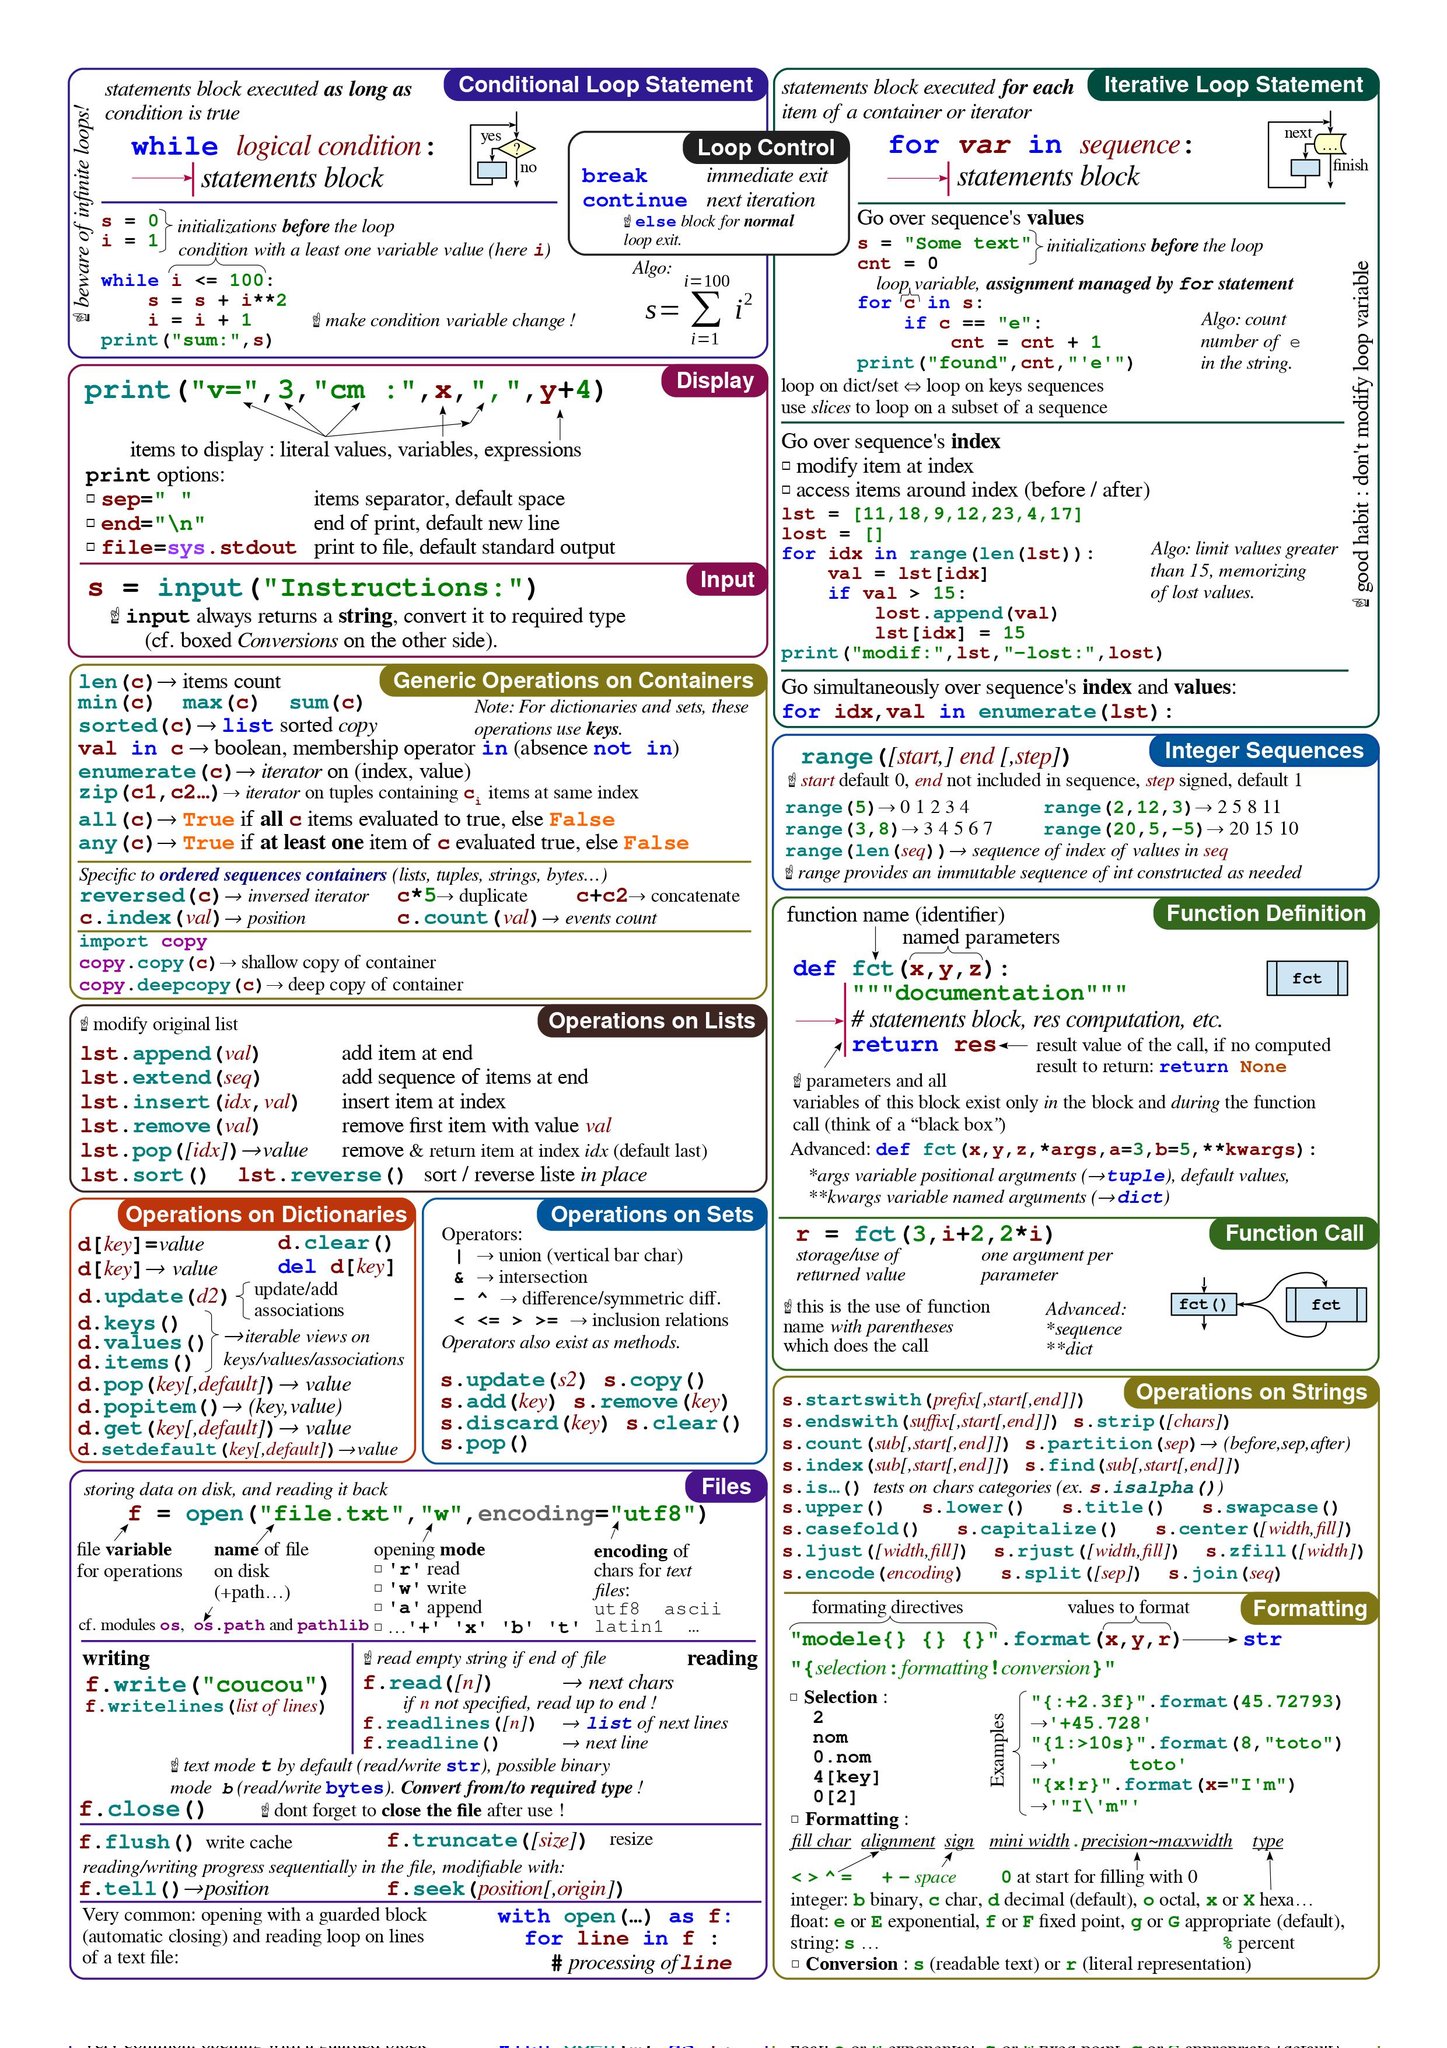 Conditional Loop Statement
statements block executed as long as
condition is true
while logical condition:
statements block
yes
?
no
☝ beware of infinite loops!
s = 0
i = 1
initializations before the loop
condition with a least one variable value (here i)
while i <= 100:
s = s + i**2
i = i + 1
☝ make condition variable change !
print("sum:",s)
Algo:
i=100
s=∑ i²
i=1
Loop Control
break immediate exit
continue next iteration
☝ else block for normal
loop exit.
Iterative Loop Statement
statements block executed for each
item of a container or iterator
for var in sequence:
statements block
next
...
finish
Go over sequence's values
s = "Some text"
cnt = 0
initializations before the loop
loop variable, assignment managed by for statement
for c in s:
if c == "e":
cnt = cnt + 1
print("found",cnt,"'e'")
Algo: count
number of e
in the string.
loop on dict/set ⇔ loop on keys sequences
use slices to loop on a subset of a sequence
Go over sequence's index
□ modify item at index
□ access items around index (before / after)
lst = [11,18,9,12,23,4,17]
lost = []
for idx in range(len(lst)):
val = lst[idx]
if val > 15:
lost.append(val)
lst[idx] = 15
print("modif:",lst,"-lost:",lost)
Algo: limit values greater
than 15, memorizing
of lost values.
☝ good habit : don't modify loop variable
Go simultaneously over sequence's index and values:
for idx,val in enumerate(lst):
Display
print("v=",3,"cm :",x,",",y+4)
items to display : literal values, variables, expressions
print options:
□ sep=" " items separator, default space
□ end="\n" end of print, default new line
□ file=sys.stdout print to file, default standard output
Input
s = input("Instructions:")
☝ input always returns a string, convert it to required type
(cf. boxed Conversions on the other side).
Generic Operations on Containers
len(c)→ items count
min(c) max(c) sum(c)
sorted(c)→ list sorted copy
Note: For dictionaries and sets, these
operations use keys.
val in c → boolean, membership operator in (absence not in)
enumerate(c)→ iterator on (index, value)
zip(c1,c2…)→ iterator on tuples containing cᵢ items at same index
all(c)→ True if all c items evaluated to true, else False
any(c)→ True if at least one item of c evaluated true, else False
Specific to ordered sequences containers (lists, tuples, strings, bytes…)
reversed(c)→ inversed iterator c*5→ duplicate c+c2→ concatenate
c.index(val)→ position c.count(val)→ events count
import copy
copy.copy(c)→ shallow copy of container
copy.deepcopy(c)→ deep copy of container
Integer Sequences
range([start,] end [,step])
☝ start default 0, end not included in sequence, step signed, default 1
range(5)→ 0 1 2 3 4 range(2,12,3)→ 2 5 8 11
range(3,8)→ 3 4 5 6 7 range(20,5,-5)→ 20 15 10
range(len(seq))→ sequence of index of values in seq
☝ range provides an immutable sequence of int constructed as needed
Operations on Lists
☝ modify original list
lst.append(val) add item at end
lst.extend(seq) add sequence of items at end
lst.insert(idx,val) insert item at index
lst.remove(val) remove first item with value val
lst.pop([idx])→value remove & return item at index idx (default last)
lst.sort() lst.reverse() sort / reverse liste in place
Function Definition
function name (identifier)
named parameters
def fct(x,y,z):
"""documentation"""
# statements block, res computation, etc.
return res
result value of the call, if no computed
result to return: return None
fct
☝ parameters and all
variables of this block exist only in the block and during the function
call (think of a “black box”)
Advanced: def fct(x,y,z,*args,a=3,b=5,**kwargs):
*args variable positional arguments (→tuple), default values,
**kwargs variable named arguments (→dict)
Function Call
r = fct(3,i+2,2*i)
storage/use of
returned value
one argument per
parameter
☝ this is the use of function
name with parentheses
which does the call
Advanced:
*sequence
**dict
fct()
fct
Operations on Dictionaries
d[key]=value d.clear()
d[key]→ value del d[key]
d.update(d2) update/add
associations
d.keys()
d.values()
d.items()
→iterable views on
keys/values/associations
d.pop(key[,default])→ value
d.popitem()→ (key,value)
d.get(key[,default])→ value
d.setdefault(key[,default])→value
Operations on Sets
Operators:
| → union (vertical bar char)
& → intersection
- ^ → difference/symmetric diff.
< <= > >= → inclusion relations
Operators also exist as methods.
s.update(s2) s.copy()
s.add(key) s.remove(key)
s.discard(key) s.clear()
s.pop()
Operations on Strings
s.startswith(prefix[,start[,end]])
s.endswith(suffix[,start[,end]]) s.strip([chars])
s.count(sub[,start[,end]]) s.partition(sep)→ (before,sep,after)
s.index(sub[,start[,end]]) s.find(sub[,start[,end]])
s.is…() tests on chars categories (ex. s.isalpha())
s.upper() s.lower() s.title() s.swapcase()
s.casefold() s.capitalize() s.center([width,fill])
s.ljust([width,fill]) s.rjust([width,fill]) s.zfill([width])
s.encode(encoding) s.split([sep]) s.join(seq)
Files
storing data on disk, and reading it back
f = open("file.txt","w",encoding="utf8")
file variable
for operations
name of file
on disk
(+path…)
opening mode
□ 'r' read
□ 'w' write
□ 'a' append
□ …'+' 'x' 'b' 't'
encoding of
chars for text
files:
utf8 ascii
latin1 …
cf. modules os, os.path and pathlib
writing
f.write("coucou")
f.writelines(list of lines)
☝ read empty string if end of file
reading
f.read([n]) → next chars
if n not specified, read up to end !
f.readlines([n]) → list of next lines
f.readline() → next line
☝ text mode t by default (read/write str), possible binary
mode b (read/write bytes). Convert from/to required type !
f.close() ☝ dont forget to close the file after use !
f.flush() write cache f.truncate([size]) resize
reading/writing progress sequentially in the file, modifiable with:
f.tell()→position f.seek(position[,origin])
Very common: opening with a guarded block
(automatic closing) and reading loop on lines
of a text file:
with open(…) as f:
for line in f :
# processing of line
Formatting
formating directives
values to format
"modele{} {} {}".format(x,y,r)
str
"{selection:formatting!conversion}"
□ Selection :
2
nom
0.nom
4[key]
0[2]
Examples
"{:+2.3f}".format(45.72793)
→'+45.728'
"{1:>10s}".format(8,"toto")
→'      toto'
"{x!r}".format(x="I'm")
→'"I\'m"'
□ Formatting :
fill char alignment sign mini width . precision~maxwidth type
< > ^ = + - space 0 at start for filling with 0
integer: b binary, c char, d decimal (default), o octal, x or X hexa…
float: e or E exponential, f or F fixed point, g or G appropriate (default),
string: s … % percent
□ Conversion : s (readable text) or r (literal representation)